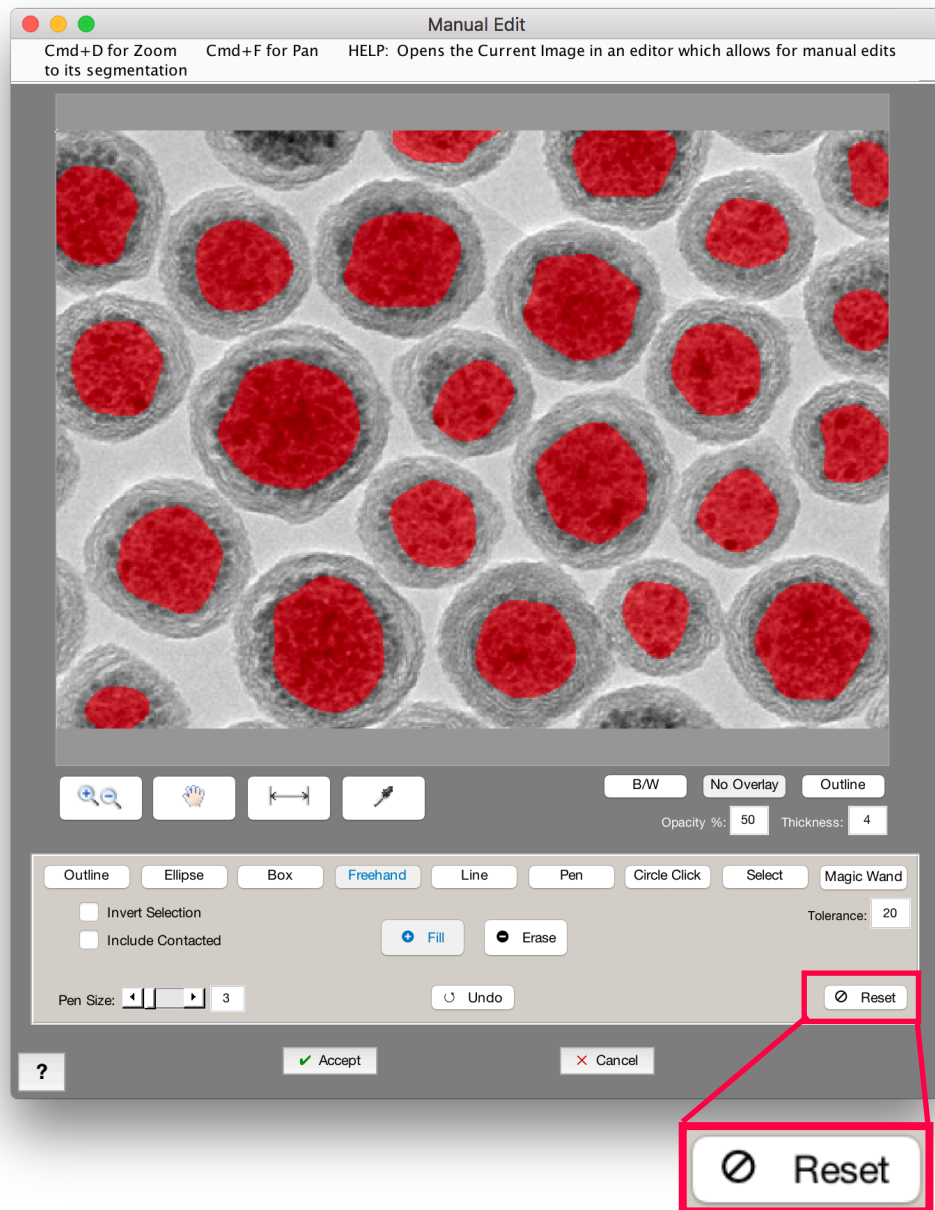 Manual Edit
Cmd+D for Zoom Cmd+F for Pan HELP: Opens the Current Image in an editor which allows for manual edits
to its segmentation
B/W No Overlay Outline
Opacity %: 50 Thickness: 4
Outline Ellipse Box Freehand Line Pen Circle Click Select Magic Wand
Invert Selection
Tolerance: 20
Include Contacted
Fill Erase
Pen Size: 3 Undo Reset
? Accept Cancel
Reset